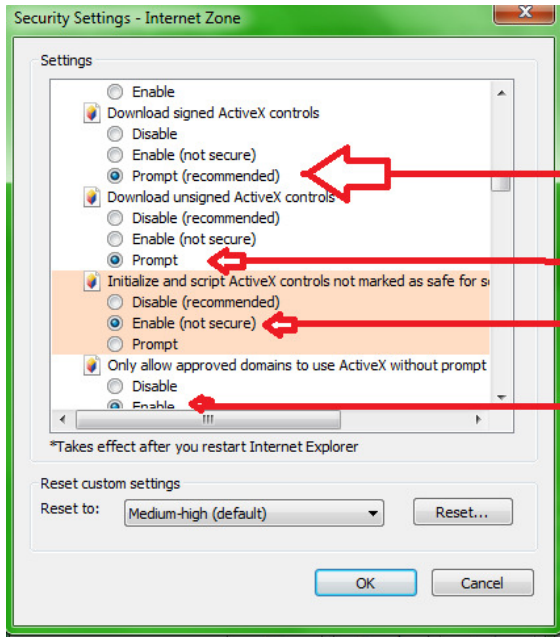 Security Settings - Internet Zone
Settings
Enable
Download signed ActiveX controls
Disable
Enable (not secure)
Prompt (recommended)
Download unsigned ActiveX controls
Disable (recommended)
Enable (not secure)
Prompt
Initialize and script ActiveX controls not marked as safe for s
Disable (recommended)
Enable (not secure)
Prompt
Only allow approved domains to use ActiveX without prompt
Disable
Enable
*Takes effect after you restart Internet Explorer
Reset custom settings
Reset to: Medium-high (default) Reset...
OK Cancel